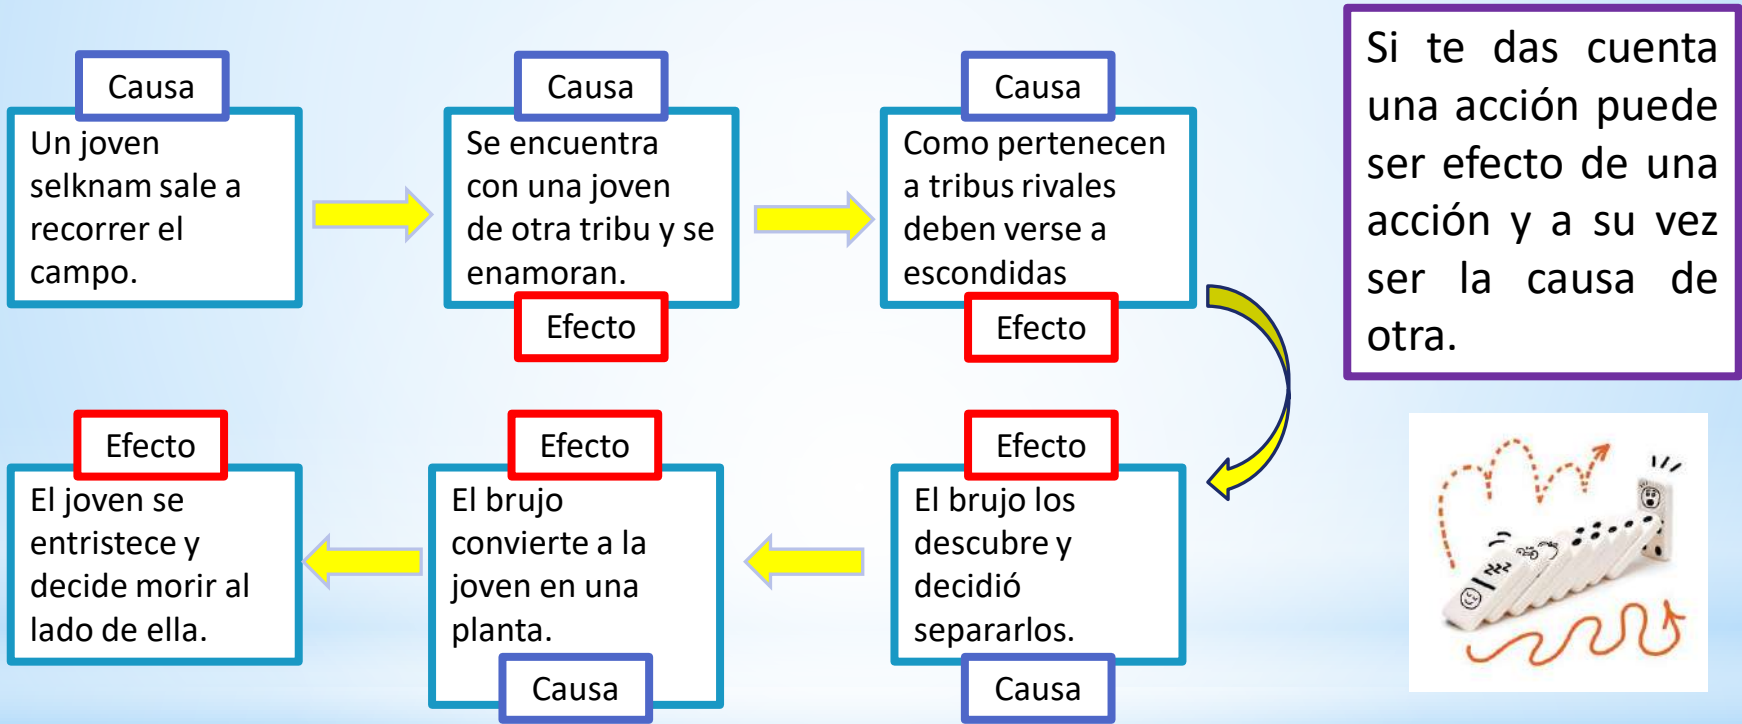 Causa
Un joven
selknam sale a
recorrer el
campo.
Causa
Se encuentra
con una joven
de otra tribu y se
enamoran.
Efecto
Causa
Como pertenecen
a tribus rivales
deben verse a
escondidas
Efecto
Si te das cuenta
una acción puede
ser efecto de una
acción y a su vez
ser la causa de
otra.
Efecto
El brujo los
descubre y
decidió
separarlos.
Causa
Efecto
El brujo
convierte a la
joven en una
planta.
Causa
Efecto
El joven se
entristece y
decide morir al
lado de ella.
zzz